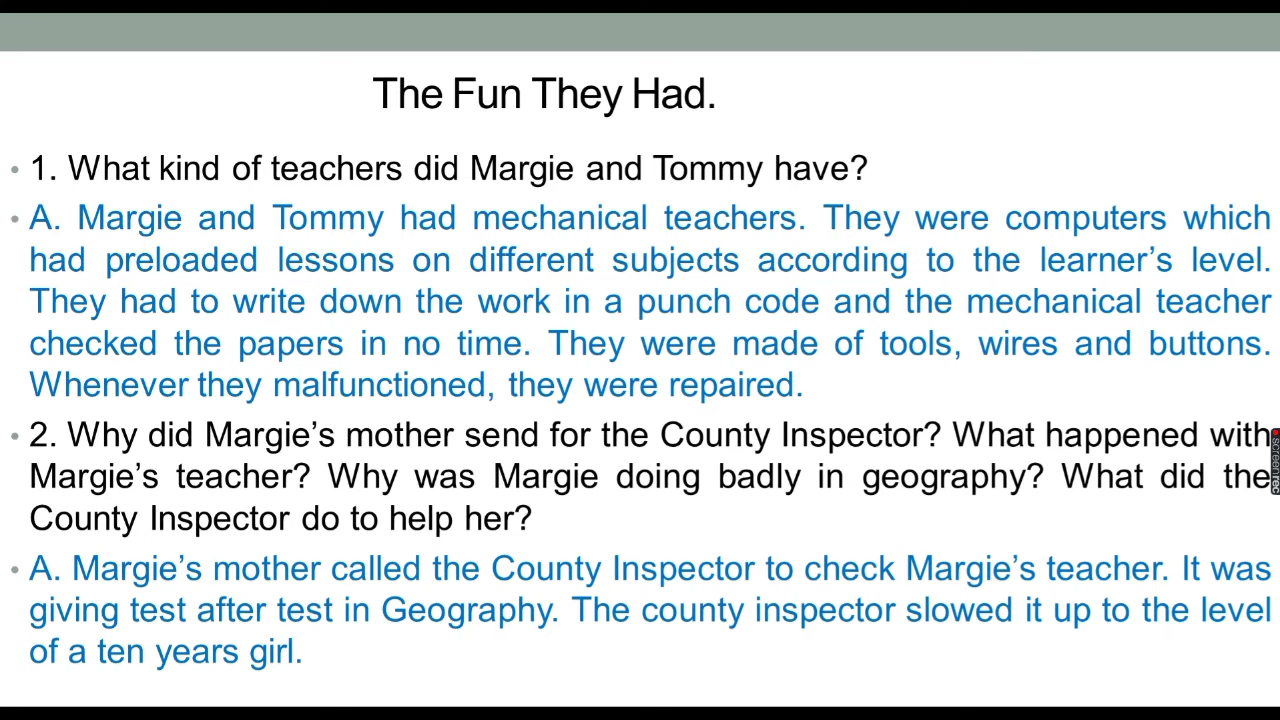 The Fun They Had.
• 1. What kind of teachers did Margie and Tommy have?
• A. Margie and Tommy had mechanical teachers. They were computers which
had preloaded lessons on different subjects according to the learner’s level.
They had to write down the work in a punch code and the mechanical teacher
checked the papers in no time. They were made of tools, wires and buttons.
Whenever they malfunctioned, they were repaired.
• 2. Why did Margie’s mother send for the County Inspector? What happened with
Margie’s teacher? Why was Margie doing badly in geography? What did the
County Inspector do to help her?
• A. Margie’s mother called the County Inspector to check Margie’s teacher. It was
giving test after test in Geography. The county inspector slowed it up to the level
of a ten years girl.
screenrec